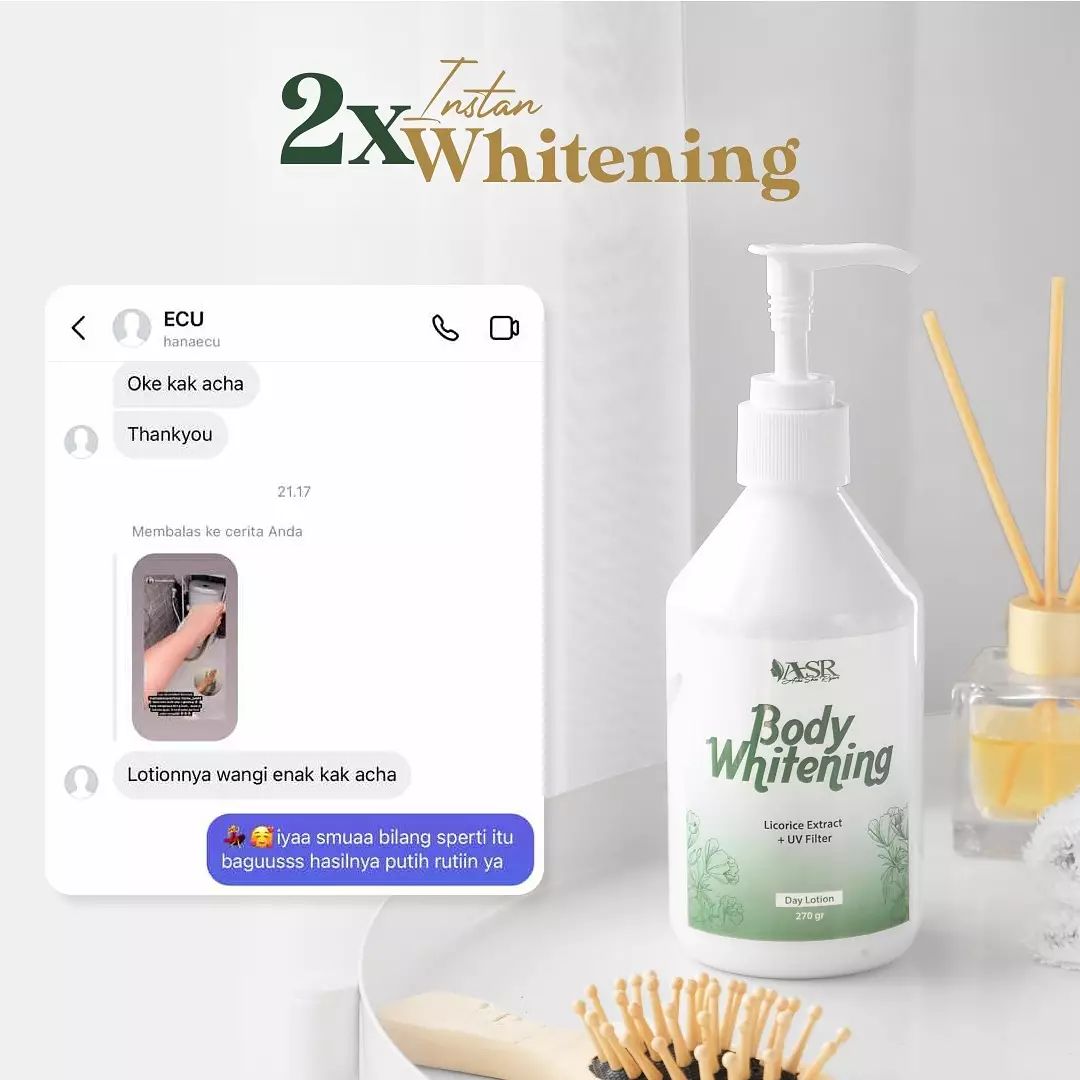 2x Instan
Whitening
ECU
hanaecu
Oke kak acha
Thankyou
21.17
Membalas ke cerita Anda
Lotionnya wangi enak kak acha
💃🥰iyaa smuaa bilang sperti itu
baguusss hasilnya putih rutiin ya
ASR
Body
Whitening
Licorice Extract
+ UV Filter
Day Lotion
270 gr